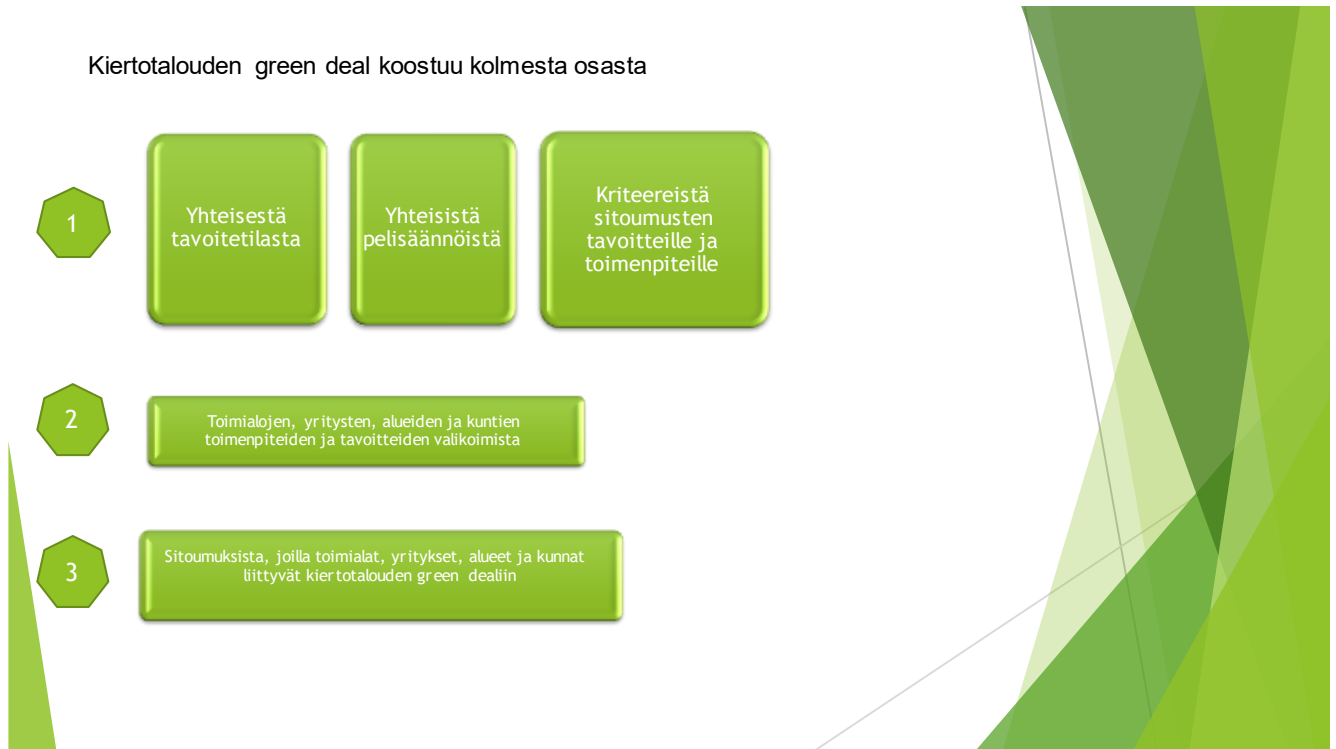 Kiertotalouden green deal koostuu kolmesta osasta
1
Yhteisestä
tavoitetilasta
Yhteisistä
pelisäännöistä
Kriteereistä
sitoumusten
tavoitteille ja
toimenpiteille
2
Toimialojen, yritysten, alueiden ja kuntien
toimenpiteiden ja tavoitteiden valikoimista
3
Sitoumuksista, joilla toimialat, yritykset, alueet ja kunnat
liittyvät kiertotalouden green dealiin